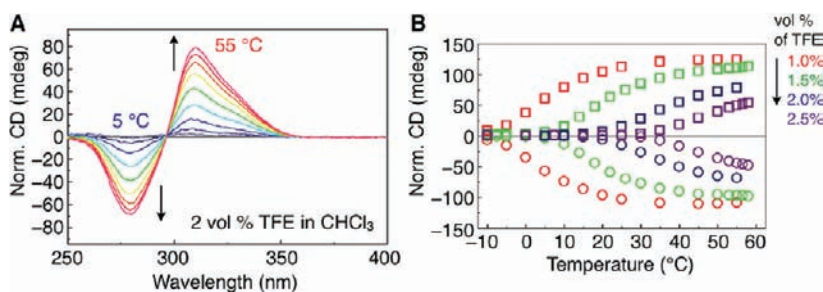 A
Norm. CD (mdeg)
80
60
40
20
0
−20
−40
−60
−80
55 °C
5 °C
2 vol % TFE in CHCl₃
250 300 350 400
Wavelength (nm)
B
Norm. CD (mdeg)
150
100
50
0
−50
−100
−150
−10 0 10 20 30 40 50 60
Temperature (°C)
vol %
of TFE
1.0%
1.5%
2.0%
2.5%